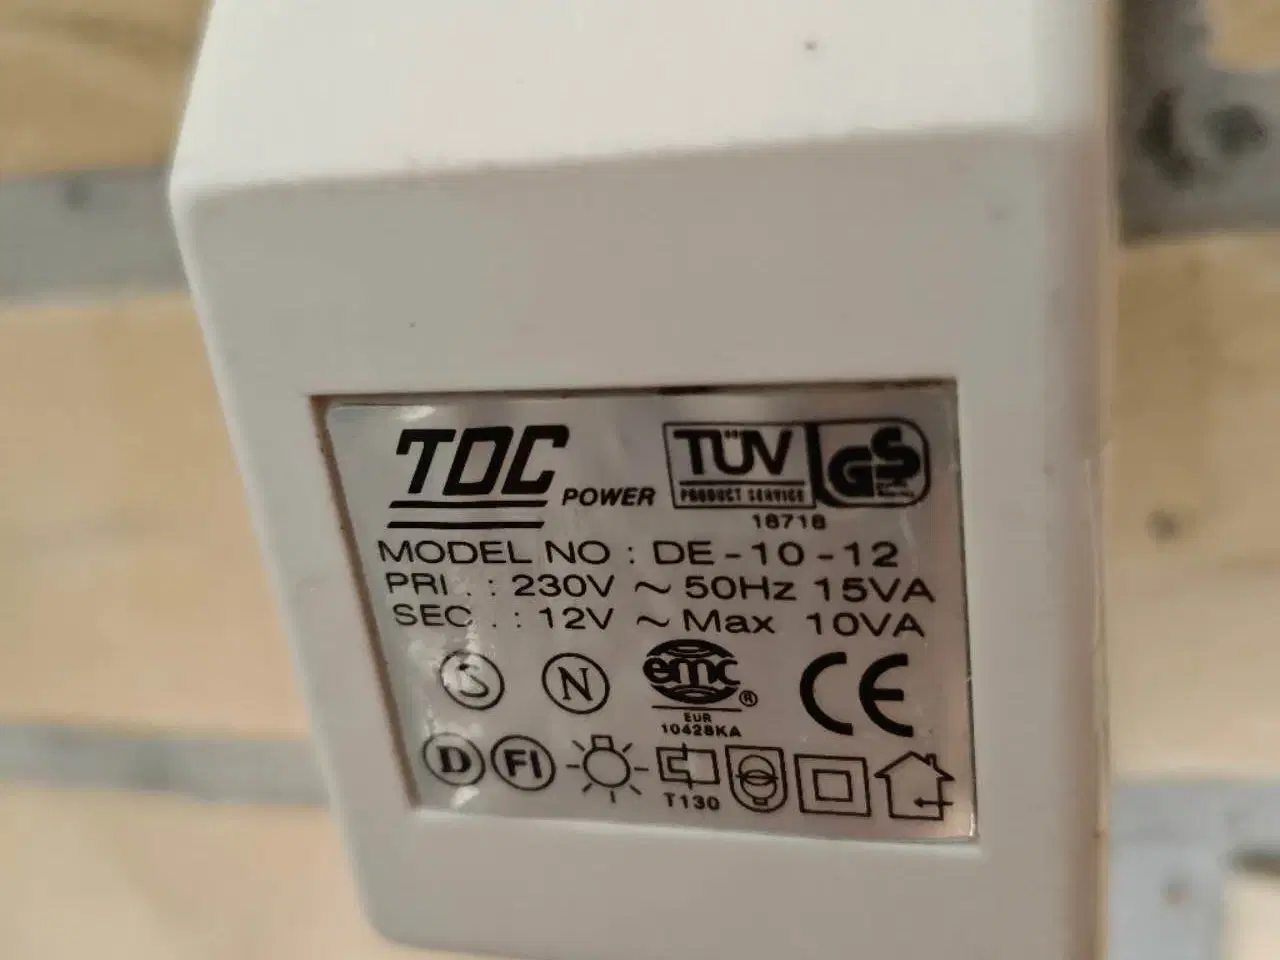 TDC POWER
TÜV
PRODUCT SERVICE
GS
18718
MODEL NO : DE-10-12
PRI . : 230V ~ 50Hz 15VA
SEC . : 12V ~ Max 10VA
S N emc ® CE
EUR
10428KA
D FI
T130